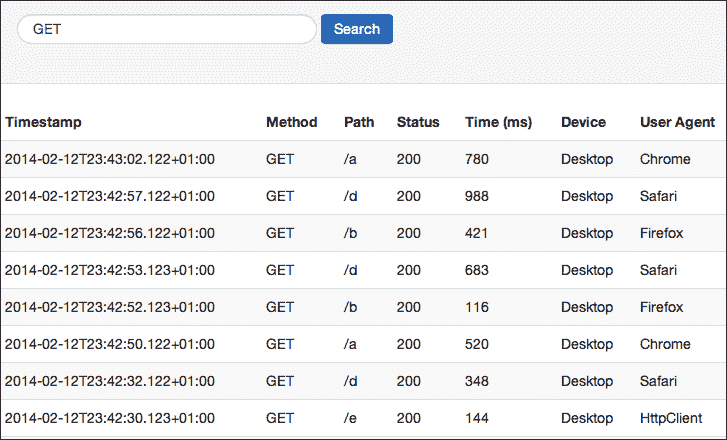 GET Search
Timestamp Method Path Status Time (ms) Device User Agent
2014-02-12T23:43:02.122+01:00 GET /a 200 780 Desktop Chrome
2014-02-12T23:42:57.122+01:00 GET /d 200 988 Desktop Safari
2014-02-12T23:42:56.122+01:00 GET /b 200 421 Desktop Firefox
2014-02-12T23:42:53.123+01:00 GET /d 200 683 Desktop Safari
2014-02-12T23:42:52.123+01:00 GET /b 200 116 Desktop Firefox
2014-02-12T23:42:50.122+01:00 GET /a 200 520 Desktop Chrome
2014-02-12T23:42:32.122+01:00 GET /d 200 348 Desktop Safari
2014-02-12T23:42:30.123+01:00 GET /e 200 144 Desktop HttpClient